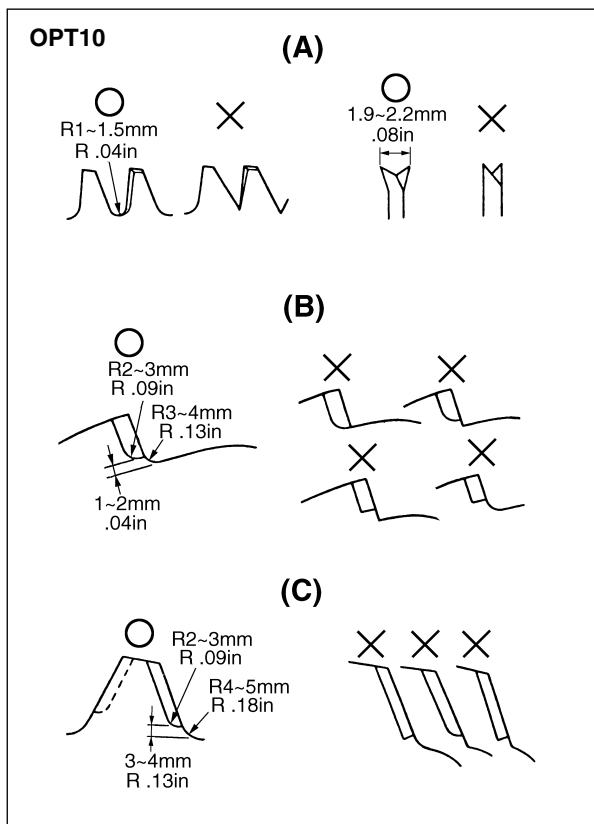 OPT10
(A)
R1~1.5mm
R .04in
1.9~2.2mm
.08in
(B)
R2~3mm
R .09in
R3~4mm
R .13in
1~2mm
.04in
(C)
R2~3mm
R .09in
R4~5mm
R .18in
3~4mm
R .13in